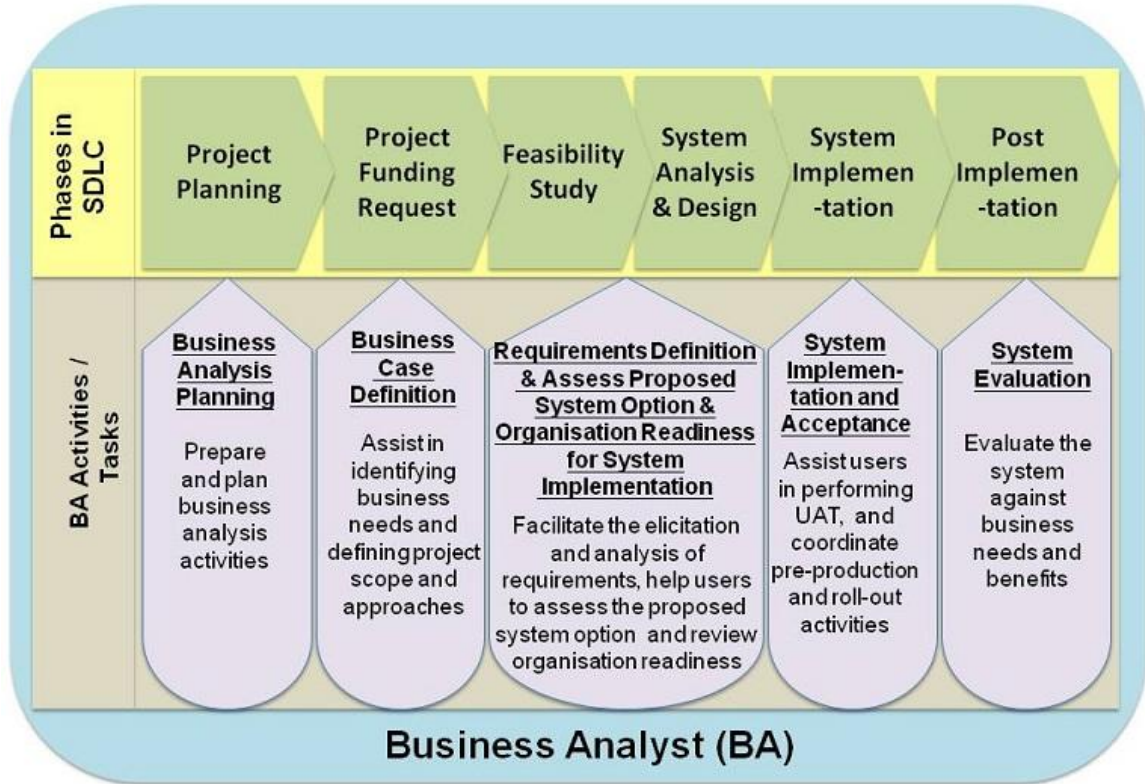 Phases in
SDLC
Project
Planning
Project
Funding
Request
Feasibility
Study
System
Analysis
& Design
System
Implemen
-tation
Post
Implemen
-tation
BA Activities /
Tasks
Business
Analysis
Planning
Prepare
and plan
business
analysis
activities
Business
Case
Definition
Assist in
identifying
business
needs and
defining project
scope and
approaches
Requirements Definition
& Assess Proposed
System Option &
Organisation Readiness
for System
Implementation
Facilitate the elicitation
and analysis of
requirements, help users
to assess the proposed
system option and review
organisation readiness
System
Implemen-
tation and
Acceptance
Assist users
in performing
UAT, and
coordinate
pre-production
and roll-out
activities
System
Evaluation
Evaluate the
system
against
business
needs and
benefits
Business Analyst (BA)